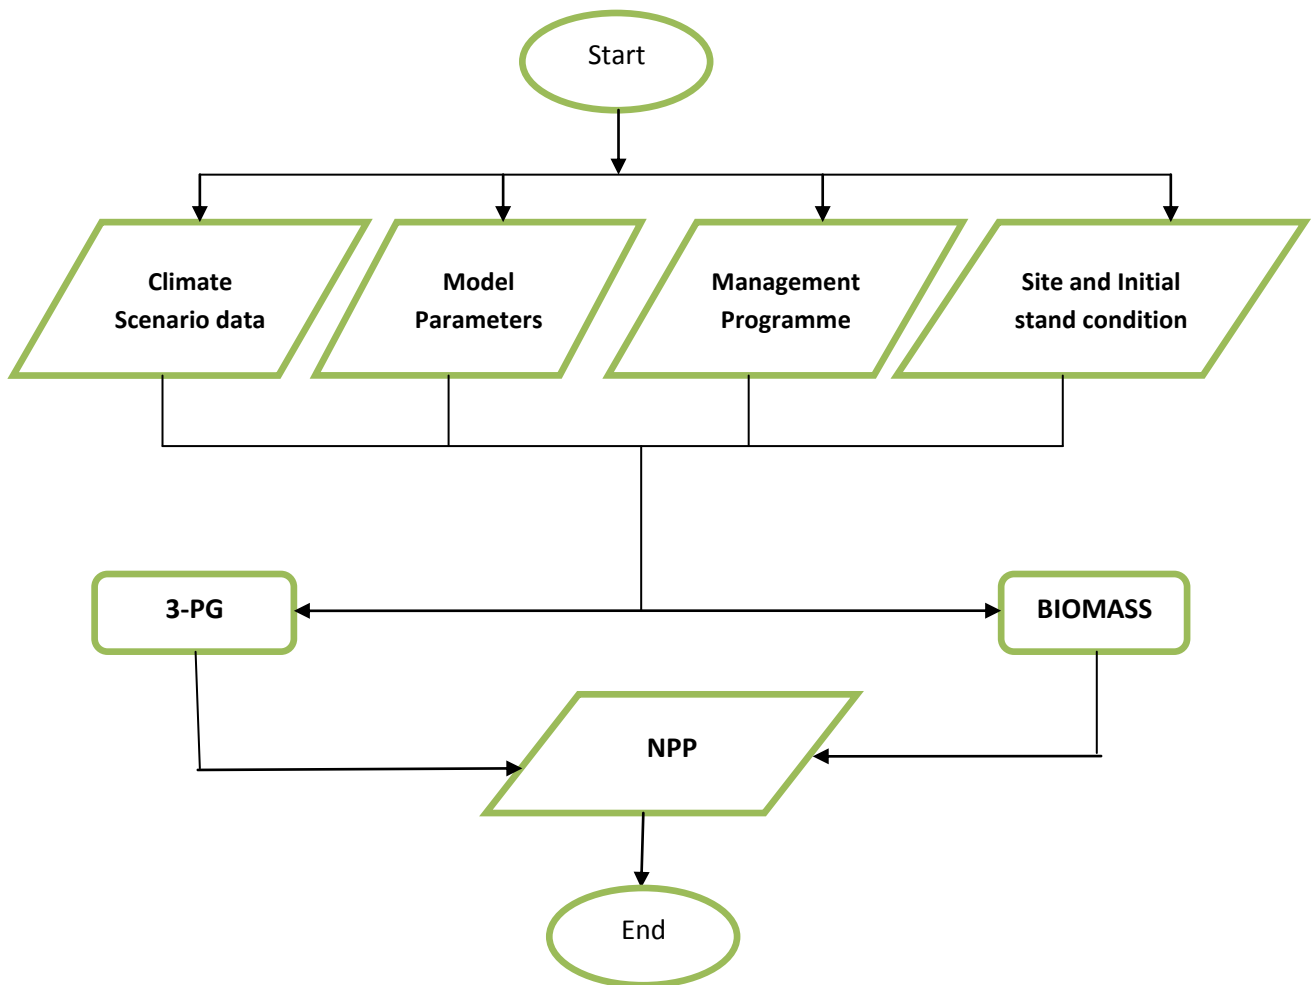 Start
Climate
Scenario data
Model
Parameters
Management
Programme
Site and Initial
stand condition
3-PG
BIOMASS
NPP
End